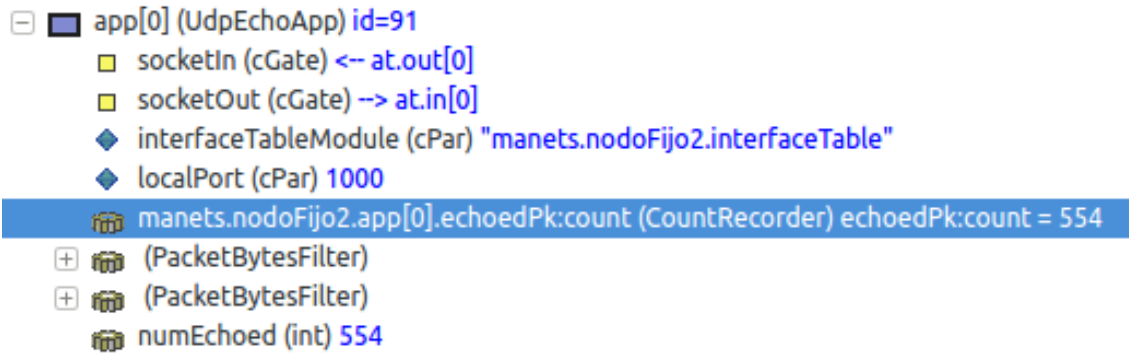 app[0] (UdpEchoApp) id=91
socketIn (cGate) <-- at.out[0]
socketOut (cGate) --> at.in[0]
interfaceTableModule (cPar) "manets.nodoFijo2.interfaceTable"
localPort (cPar) 1000
manets.nodoFijo2.app[0].echoedPk:count (CountRecorder) echoedPk:count = 554
(PacketBytesFilter)
(PacketBytesFilter)
numEchoed (int) 554